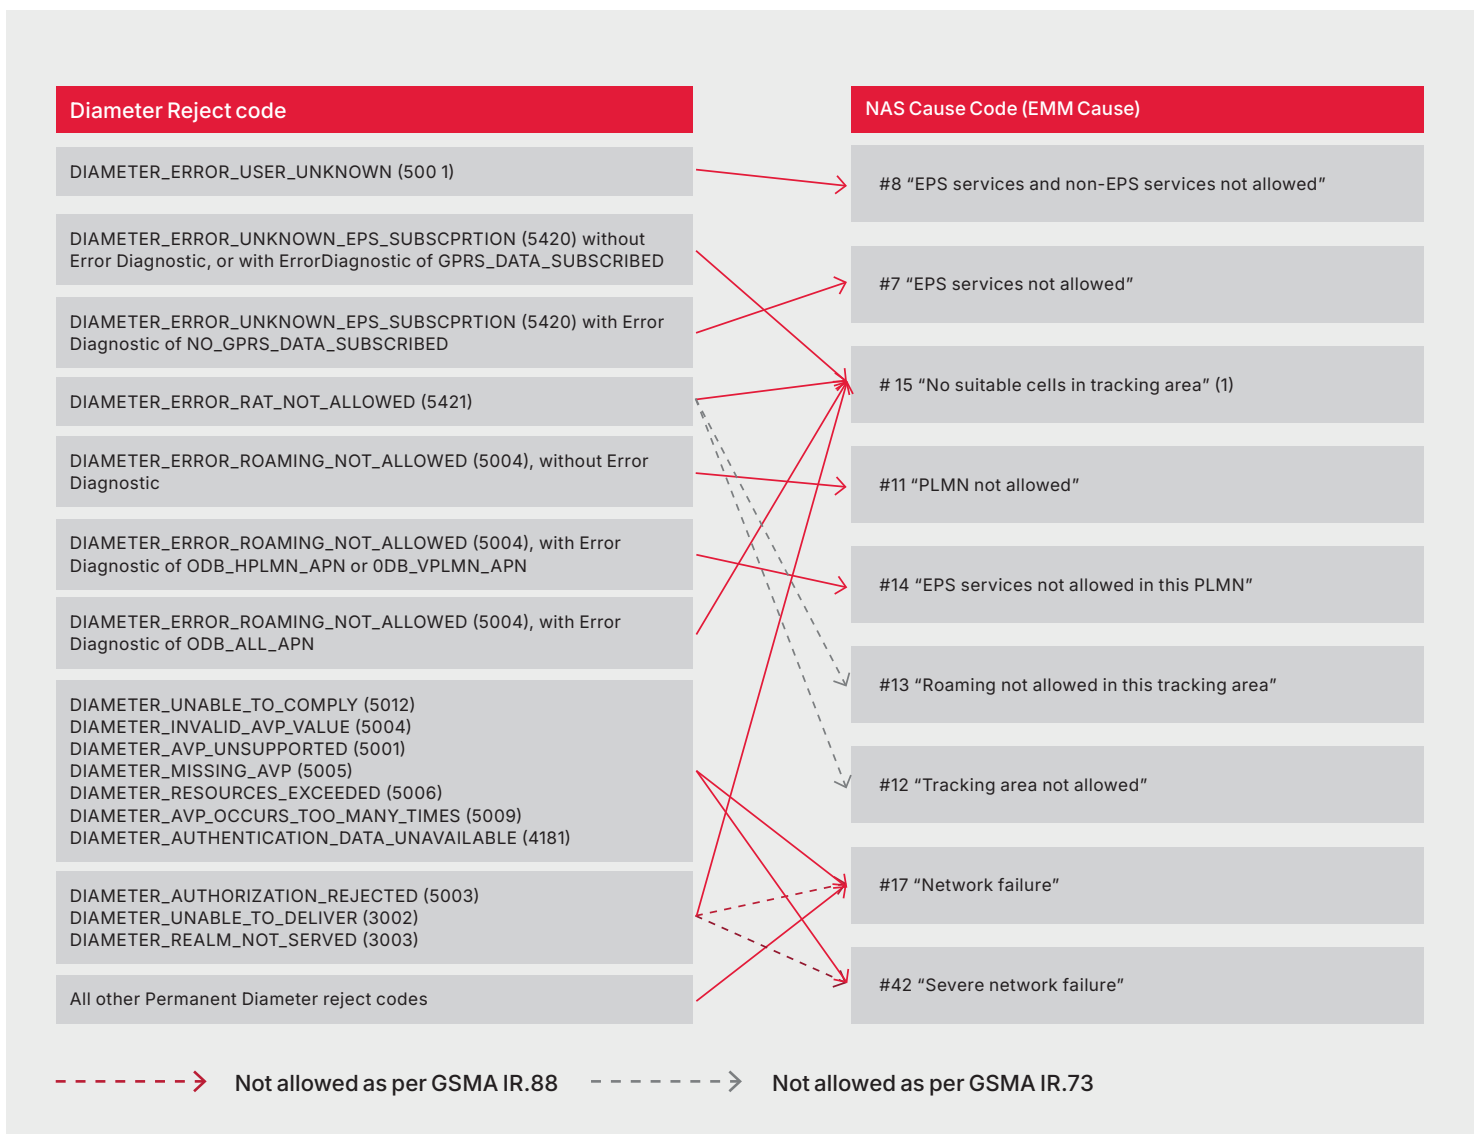 Diameter Reject code
DIAMETER_ERROR_USER_UNKNOWN (500 1)
DIAMETER_ERROR_UNKNOWN_EPS_SUBSCPRTION (5420) without
Error Diagnostic, or with ErrorDiagnostic of GPRS_DATA_SUBSCRIBED
DIAMETER_ERROR_UNKNOWN_EPS_SUBSCPRTION (5420) with Error
Diagnostic of NO_GPRS_DATA_SUBSCRIBED
DIAMETER_ERROR_RAT_NOT_ALLOWED (5421)
DIAMETER_ERROR_ROAMING_NOT_ALLOWED (5004), without Error
Diagnostic
DIAMETER_ERROR_ROAMING_NOT_ALLOWED (5004), with Error
Diagnostic of ODB_HPLMN_APN or 0DB_VPLMN_APN
DIAMETER_ERROR_ROAMING_NOT_ALLOWED (5004), with Error
Diagnostic of ODB_ALL_APN
DIAMETER_UNABLE_TO_COMPLY (5012)
DIAMETER_INVALID_AVP_VALUE (5004)
DIAMETER_AVP_UNSUPPORTED (5001)
DIAMETER_MISSING_AVP (5005)
DIAMETER_RESOURCES_EXCEEDED (5006)
DIAMETER_AVP_OCCURS_TOO_MANY_TIMES (5009)
DIAMETER_AUTHENTICATION_DATA_UNAVAILABLE (4181)
DIAMETER_AUTHORIZATION_REJECTED (5003)
DIAMETER_UNABLE_TO_DELIVER (3002)
DIAMETER_REALM_NOT_SERVED (3003)
All other Permanent Diameter reject codes
NAS Cause Code (EMM Cause)
#8 “EPS services and non-EPS services not allowed”
#7 “EPS services not allowed”
# 15 “No suitable cells in tracking area” (1)
#11 “PLMN not allowed”
#14 “EPS services not allowed in this PLMN”
#13 “Roaming not allowed in this tracking area”
#12 “Tracking area not allowed”
#17 “Network failure”
#42 “Severe network failure”
Not allowed as per GSMA IR.88
Not allowed as per GSMA IR.73